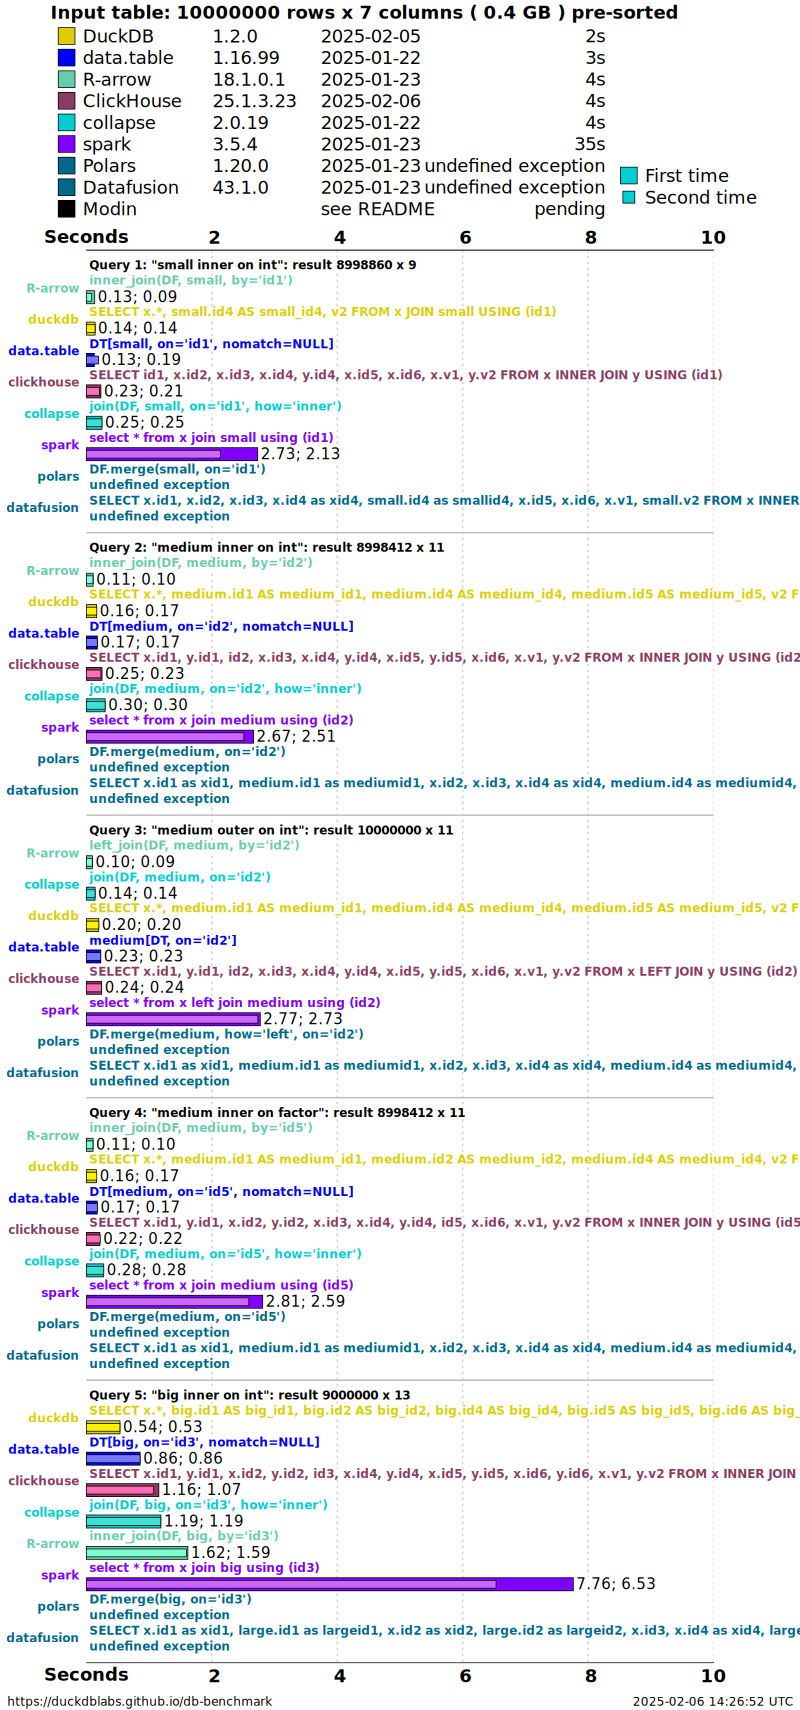 Input table: 10000000 rows x 7 columns ( 0.4 GB ) pre-sorted
DuckDB 1.2.0 2025-02-05 2s
data.table 1.16.99 2025-01-22 3s
R-arrow 18.1.0.1 2025-01-23 4s
ClickHouse 25.1.3.23 2025-02-06 4s
collapse 2.0.19 2025-01-22 4s
spark 3.5.4 2025-01-23 35s
Polars 1.20.0 2025-01-23 undefined exception
Datafusion 43.1.0 2025-01-23 undefined exception
Modin see README pending
First time
Second time
Seconds 2 4 6 8 10
Query 1: "small inner on int": result 8998860 x 9
inner_join(DF, small, by='id1')
R-arrow 0.13; 0.09
SELECT x.*, small.id4 AS small_id4, v2 FROM x JOIN small USING (id1)
duckdb 0.14; 0.14
DT[small, on='id1', nomatch=NULL]
data.table 0.13; 0.19
SELECT id1, x.id2, x.id3, x.id4, y.id4, x.id5, x.id6, x.v1, y.v2 FROM x INNER JOIN y USING (id1)
clickhouse 0.23; 0.21
join(DF, small, on='id1', how='inner')
collapse 0.25; 0.25
select * from x join small using (id1)
spark 2.73; 2.13
DF.merge(small, on='id1')
polars undefined exception
SELECT x.id1, x.id2, x.id3, x.id4 as xid4, small.id4 as smallid4, x.id5, x.id6, x.v1, small.v2 FROM x INNER
datafusion undefined exception
Query 2: "medium inner on int": result 8998412 x 11
inner_join(DF, medium, by='id2')
R-arrow 0.11; 0.10
SELECT x.*, medium.id1 AS medium_id1, medium.id4 AS medium_id4, medium.id5 AS medium_id5, v2 F
duckdb 0.16; 0.17
DT[medium, on='id2', nomatch=NULL]
data.table 0.17; 0.17
SELECT x.id1, y.id1, id2, x.id3, x.id4, y.id4, x.id5, y.id5, x.id6, x.v1, y.v2 FROM x INNER JOIN y USING (id2
clickhouse 0.25; 0.23
join(DF, medium, on='id2', how='inner')
collapse 0.30; 0.30
select * from x join medium using (id2)
spark 2.67; 2.51
DF.merge(medium, on='id2')
polars undefined exception
SELECT x.id1 as xid1, medium.id1 as mediumid1, x.id2, x.id3, x.id4 as xid4, medium.id4 as mediumid4,
datafusion undefined exception
Query 3: "medium outer on int": result 10000000 x 11
left_join(DF, medium, by='id2')
R-arrow 0.10; 0.09
join(DF, medium, on='id2')
collapse 0.14; 0.14
SELECT x.*, medium.id1 AS medium_id1, medium.id4 AS medium_id4, medium.id5 AS medium_id5, v2 F
duckdb 0.20; 0.20
medium[DT, on='id2']
data.table 0.23; 0.23
SELECT x.id1, y.id1, id2, x.id3, x.id4, y.id4, x.id5, y.id5, x.id6, x.v1, y.v2 FROM x LEFT JOIN y USING (id2)
clickhouse 0.24; 0.24
select * from x left join medium using (id2)
spark 2.77; 2.73
DF.merge(medium, how='left', on='id2')
polars undefined exception
SELECT x.id1 as xid1, medium.id1 as mediumid1, x.id2, x.id3, x.id4 as xid4, medium.id4 as mediumid4,
datafusion undefined exception
Query 4: "medium inner on factor": result 8998412 x 11
inner_join(DF, medium, by='id5')
R-arrow 0.11; 0.10
SELECT x.*, medium.id1 AS medium_id1, medium.id2 AS medium_id2, medium.id4 AS medium_id4, v2 F
duckdb 0.16; 0.17
DT[medium, on='id5', nomatch=NULL]
data.table 0.17; 0.17
SELECT x.id1, y.id1, x.id2, y.id2, x.id3, x.id4, y.id4, id5, x.id6, x.v1, y.v2 FROM x INNER JOIN y USING (id5
clickhouse 0.22; 0.22
join(DF, medium, on='id5', how='inner')
collapse 0.28; 0.28
select * from x join medium using (id5)
spark 2.81; 2.59
DF.merge(medium, on='id5')
polars undefined exception
SELECT x.id1 as xid1, medium.id1 as mediumid1, x.id2, x.id3, x.id4 as xid4, medium.id4 as mediumid4,
datafusion undefined exception
Query 5: "big inner on int": result 9000000 x 13
SELECT x.*, big.id1 AS big_id1, big.id2 AS big_id2, big.id4 AS big_id4, big.id5 AS big_id5, big.id6 AS big_
duckdb 0.54; 0.53
DT[big, on='id3', nomatch=NULL]
data.table 0.86; 0.86
SELECT x.id1, y.id1, x.id2, y.id2, id3, x.id4, y.id4, x.id5, y.id5, x.id6, y.id6, x.v1, y.v2 FROM x INNER JOIN
clickhouse 1.16; 1.07
join(DF, big, on='id3', how='inner')
collapse 1.19; 1.19
inner_join(DF, big, by='id3')
R-arrow 1.62; 1.59
select * from x join big using (id3)
spark 7.76; 6.53
DF.merge(big, on='id3')
polars undefined exception
SELECT x.id1 as xid1, large.id1 as largeid1, x.id2 as xid2, large.id2 as largeid2, x.id3, x.id4 as xid4, large
datafusion undefined exception
Seconds 2 4 6 8 10
https://duckdblabs.github.io/db-benchmark 2025-02-06 14:26:52 UTC